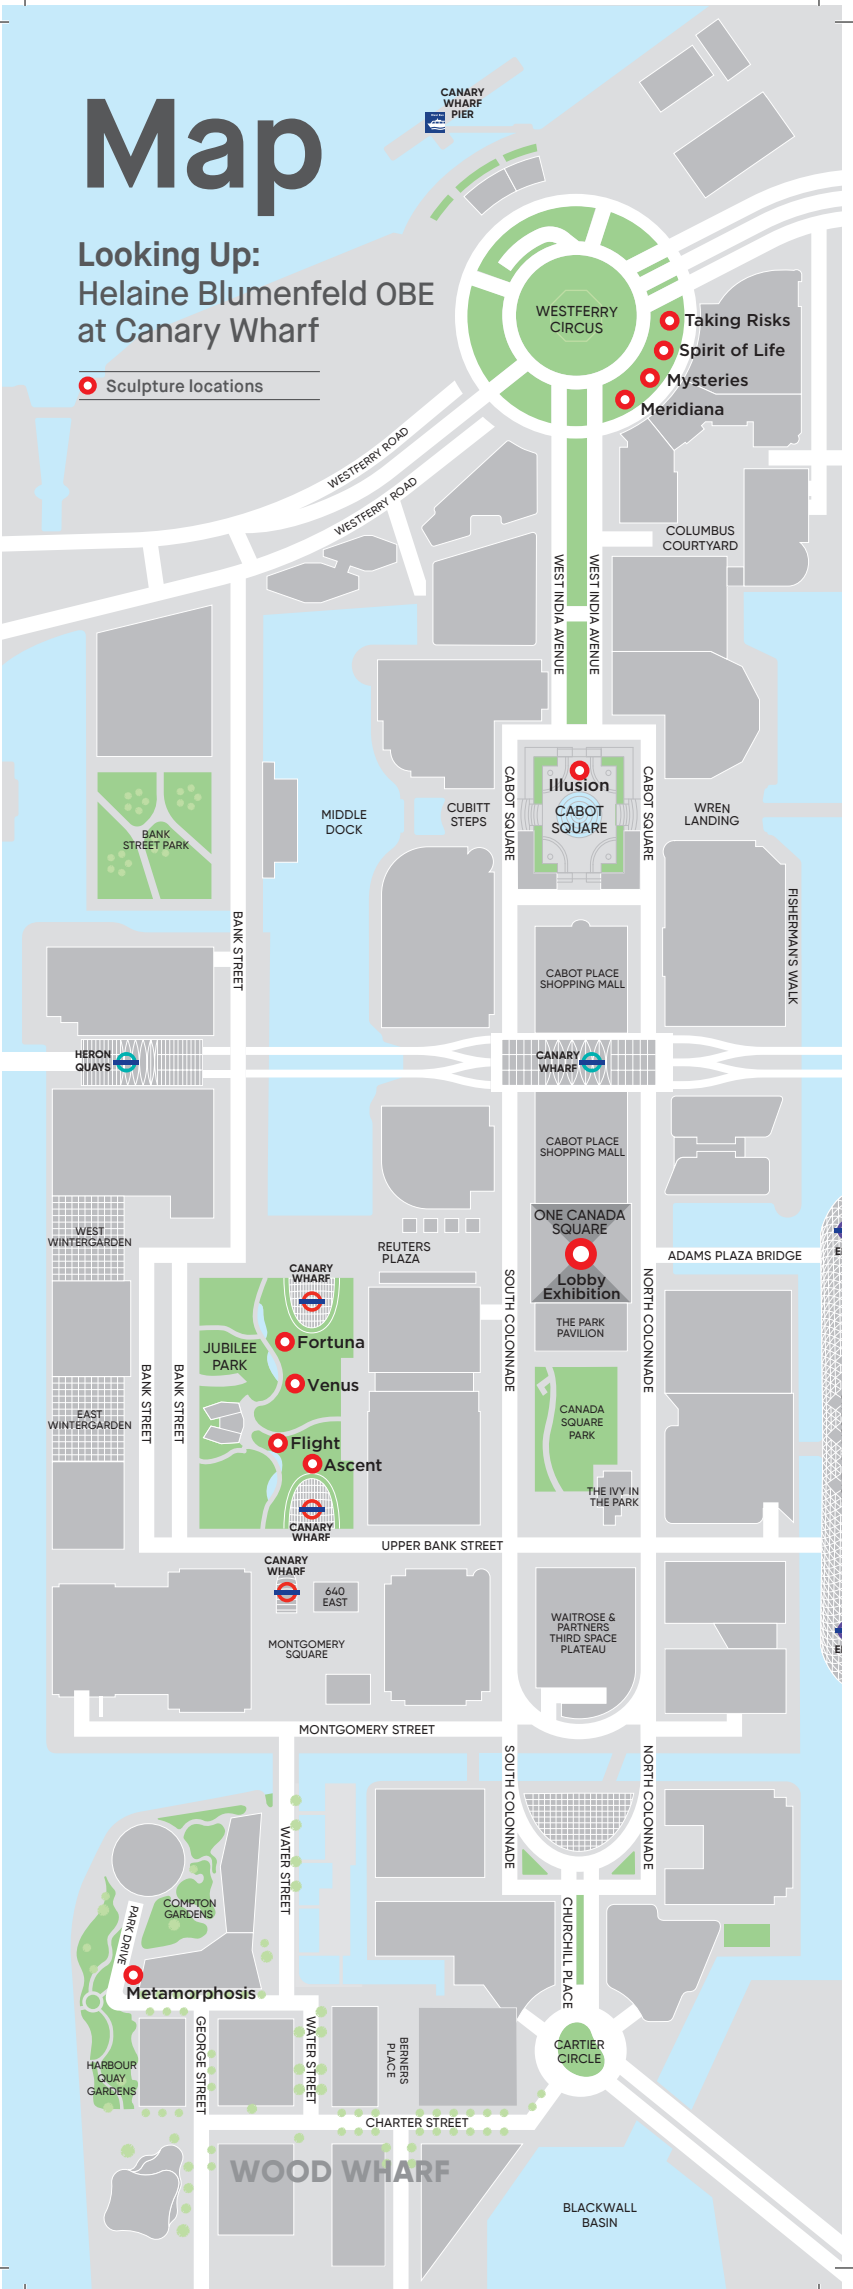 Map
CANARY
WHARF
PIER
Looking Up:
Helaine Blumenfeld OBE
at Canary Wharf
Sculpture locations
WESTFERRY
CIRCUS
Taking Risks
Spirit of Life
Mysteries
Meridiana
WESTFERRY ROAD
WESTFERRY ROAD
COLUMBUS
COURTYARD
WEST INDIA AVENUE
WEST INDIA AVENUE
CABOT SQUARE
Illusion
CABOT
SQUARE
CABOT SQUARE
MIDDLE
DOCK
CUBITT
STEPS
WREN
LANDING
BANK
STREET PARK
BANK STREET
FISHERMAN'S WALK
CABOT PLACE
SHOPPING MALL
HERON
QUAYS
CANARY
WHARF
CABOT PLACE
SHOPPING MALL
WEST
WINTERGARDEN
ONE CANADA
SQUARE
Lobby
Exhibition
REUTERS
PLAZA
ADAMS PLAZA BRIDGE
CANARY
WHARF
SOUTH COLONNADE
NORTH COLONNADE
THE PARK
PAVILION
JUBILEE
PARK
Fortuna
Venus
BANK STREET
BANK STREET
EAST
WINTERGARDEN
CANADA
SQUARE
PARK
Flight
Ascent
THE IVY IN
THE PARK
CANARY
WHARF
UPPER BANK STREET
CANARY
WHARF
640
EAST
WAITROSE &
PARTNERS
THIRD SPACE
PLATEAU
MONTGOMERY
SQUARE
MONTGOMERY STREET
SOUTH COLONNADE
NORTH COLONNADE
WATER STREET
COMPTON
GARDENS
PARK DRIVE
CHURCHILL PLACE
Metamorphosis
GEORGE STREET
WATER STREET
BERNERS
PLACE
CARTIER
CIRCLE
HARBOUR
QUAY
GARDENS
CHARTER STREET
WOOD WHARF
BLACKWALL
BASIN